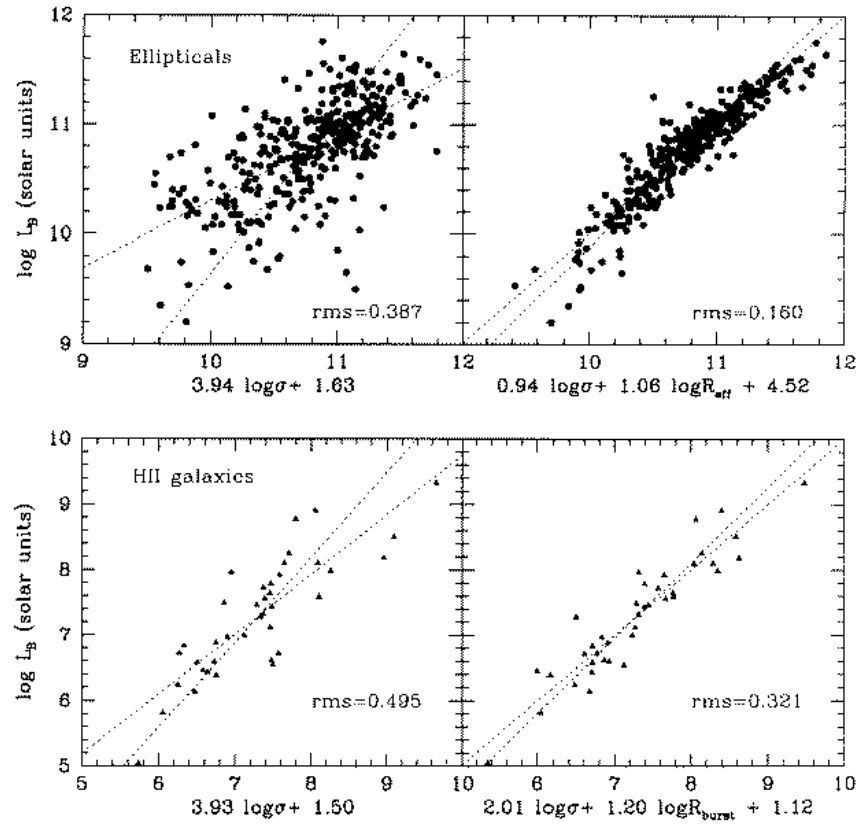 12
11
10
9
log L_B (solar units)
Ellipticals
rms=0.387
rms=0.160
9 10 11 12 10 11 12
3.94 logσ+ 1.63
0.94 logσ+ 1.06 logR_eff + 4.52
10
9
8
7
6
5
log L_B (solar units)
HII galaxies
rms=0.495
rms=0.321
5 6 7 8 9 10 6 7 8 9 10
3.93 logσ+ 1.50
2.01 logσ+ 1.20 logR_burst + 1.12